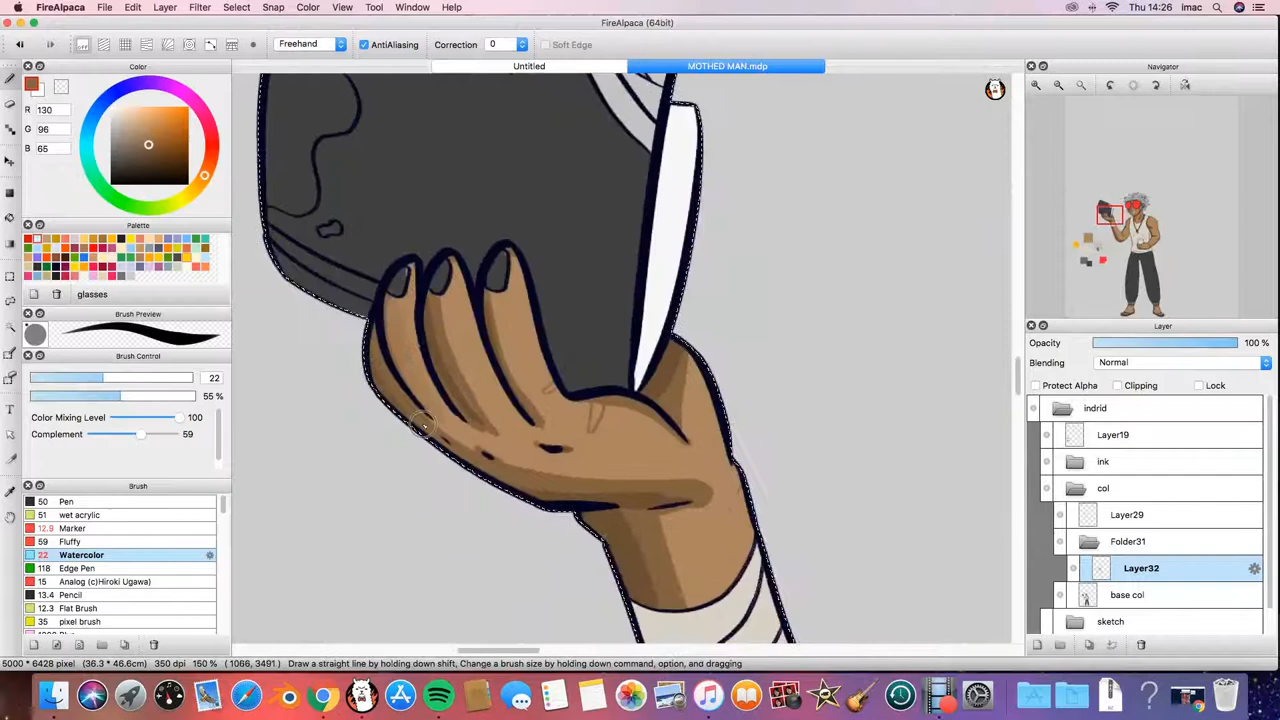 FireAlpaca File Edit Layer Filter Select Snap Color View Tool Window Help Thu 14:26 imac
FireAlpaca (64bit)
Freehand AntiAliasing Correction 0 Soft Edge
Color Untitled MOTHED MAN.mdp Navigator
R 130
G 96
B 65
Palette
glasses
Brush Preview
Brush Control
22
55 %
Color Mixing Level 100
Complement 59
Brush
50 Pen
51 wet acrylic
12.9 Marker
59 Fluffy
22 Watercolor
118 Edge Pen
15 Analog (c)Hiroki Ugawa)
13.4 Pencil
12.3 Flat Brush
35 pixel brush
Layer
Opacity 100 %
Blending Normal
Protect Alpha Clipping Lock
indrid
Layer19
ink
col
Layer29
Folder31
Layer32
base col
sketch
5000 * 6428 pixel (36.3 * 46.6cm) 350 dpi 150 % (1066, 3491) Draw a straight line by holding down shift, Change a brush size by holding down command, option, and dragging